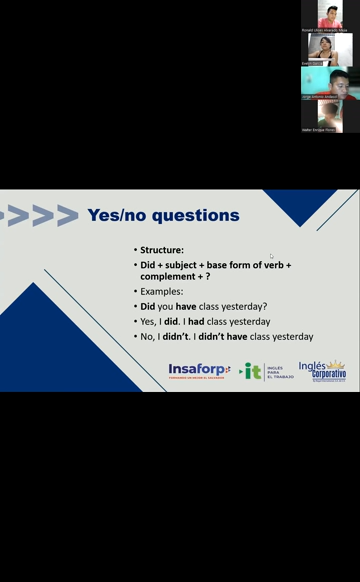 Yes/no questions
• Structure:
• Did + subject + base form of verb +
complement + ?
• Examples:
• Did you have class yesterday?
• Yes, I did. I had class yesterday
• No, I didn't. I didn't have class yesterday
Insaforp
it
INGLÉS
PARA
EL TRABAJO
Inglés
Corporativo